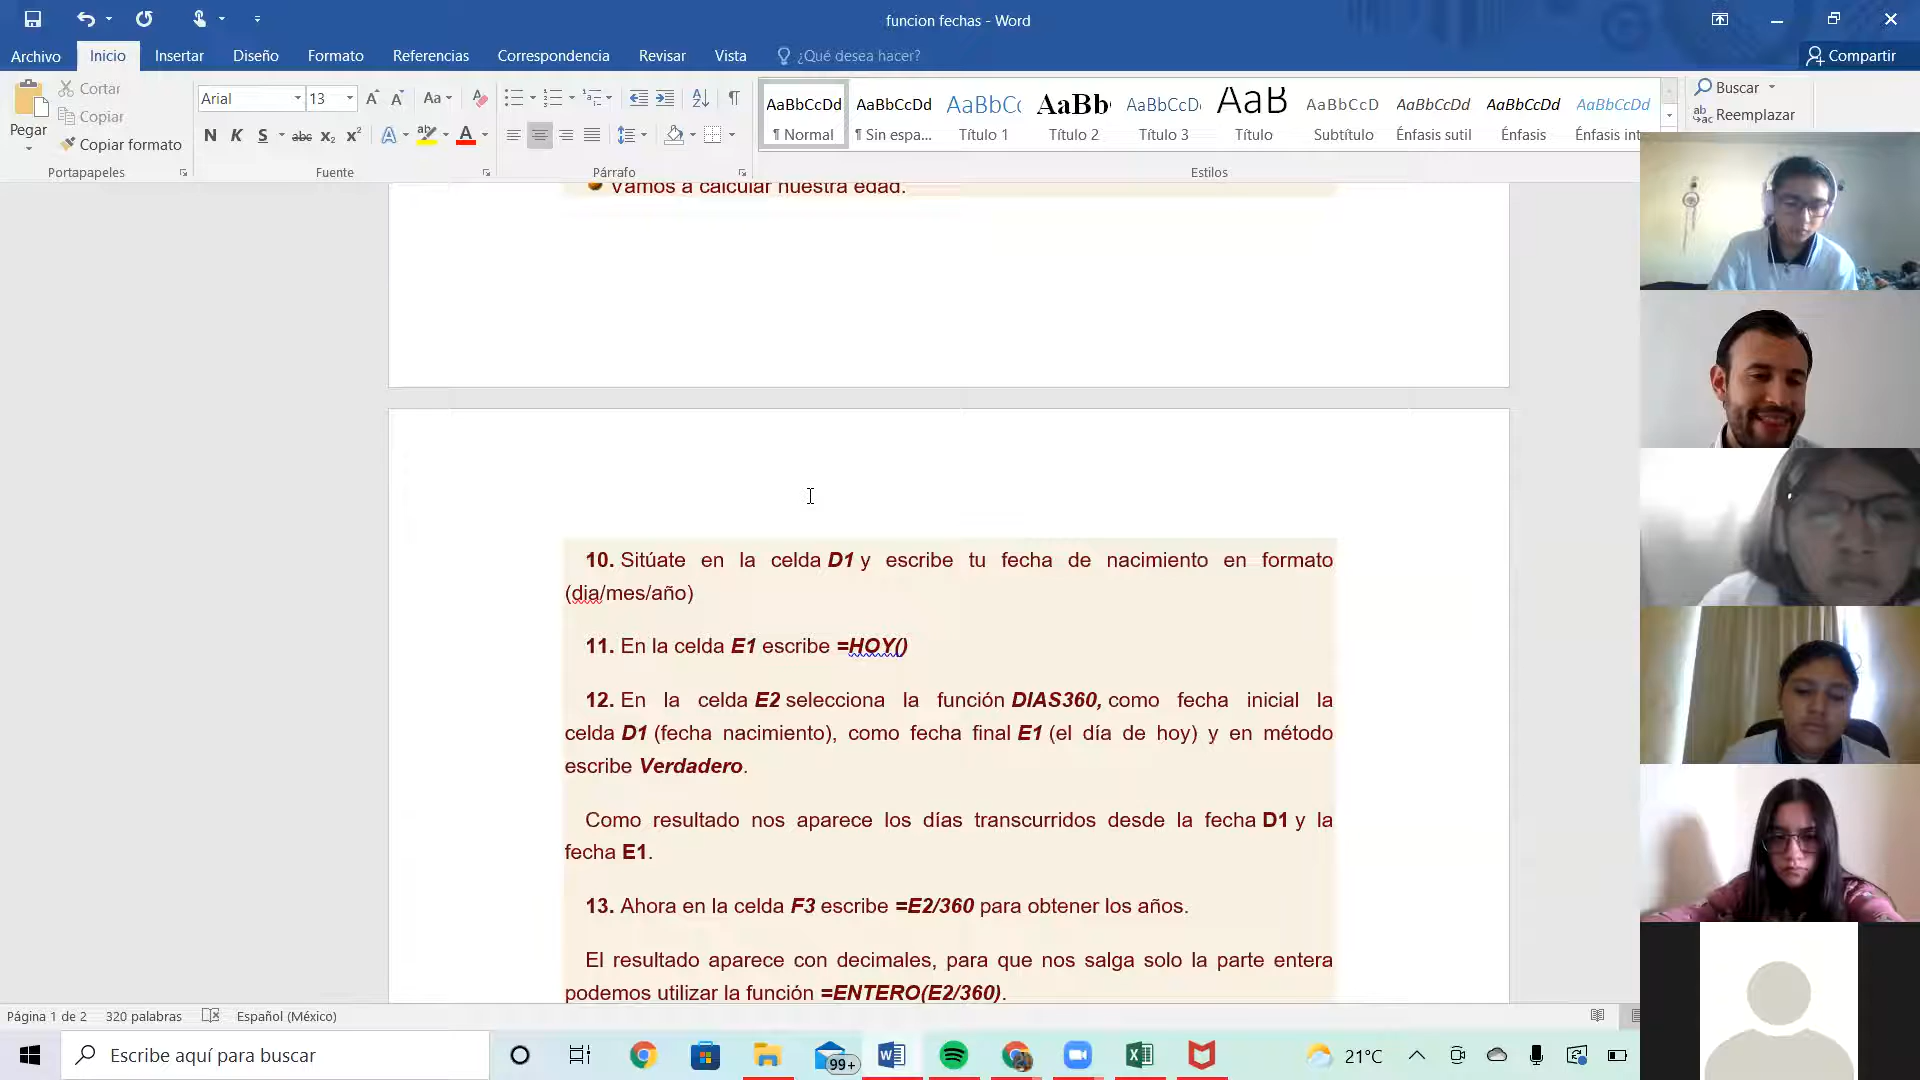 funcion fechas - Word
Archivo Inicio Insertar Diseño Formato Referencias Correspondencia Revisar Vista ¿Qué desea hacer? Compartir
Pegar
Cortar
Copiar
Copiar formato
Portapapeles
Arial 13
Aa
N K S abc x₂ x²
Fuente
Párrafo
AaBbCcDd AaBbCcDd AaBbC AaBb AaBbCcD AaB AaBbCcD AaBbCcDd AaBbCcDd AaBbCcDd
¶ Normal ¶ Sin espa... Título 1 Título 2 Título 3 Título Subtítulo Énfasis sutil Énfasis Énfasis int
Estilos
Buscar
Reemplazar
Vamos a calcular nuestra edad.
10. Sitúate en la celda D1 y escribe tu fecha de nacimiento en formato
(dia/mes/año)
11. En la celda E1 escribe =HOY()
12. En la celda E2 selecciona la función DIAS360, como fecha inicial la
celda D1 (fecha nacimiento), como fecha final E1 (el día de hoy) y en método
escribe Verdadero.
Como resultado nos aparece los días transcurridos desde la fecha D1 y la
fecha E1.
13. Ahora en la celda F3 escribe =E2/360 para obtener los años.
El resultado aparece con decimales, para que nos salga solo la parte entera
podemos utilizar la función =ENTERO(E2/360).
Página 1 de 2 320 palabras Español (México)
Escribe aquí para buscar
99+
21°C